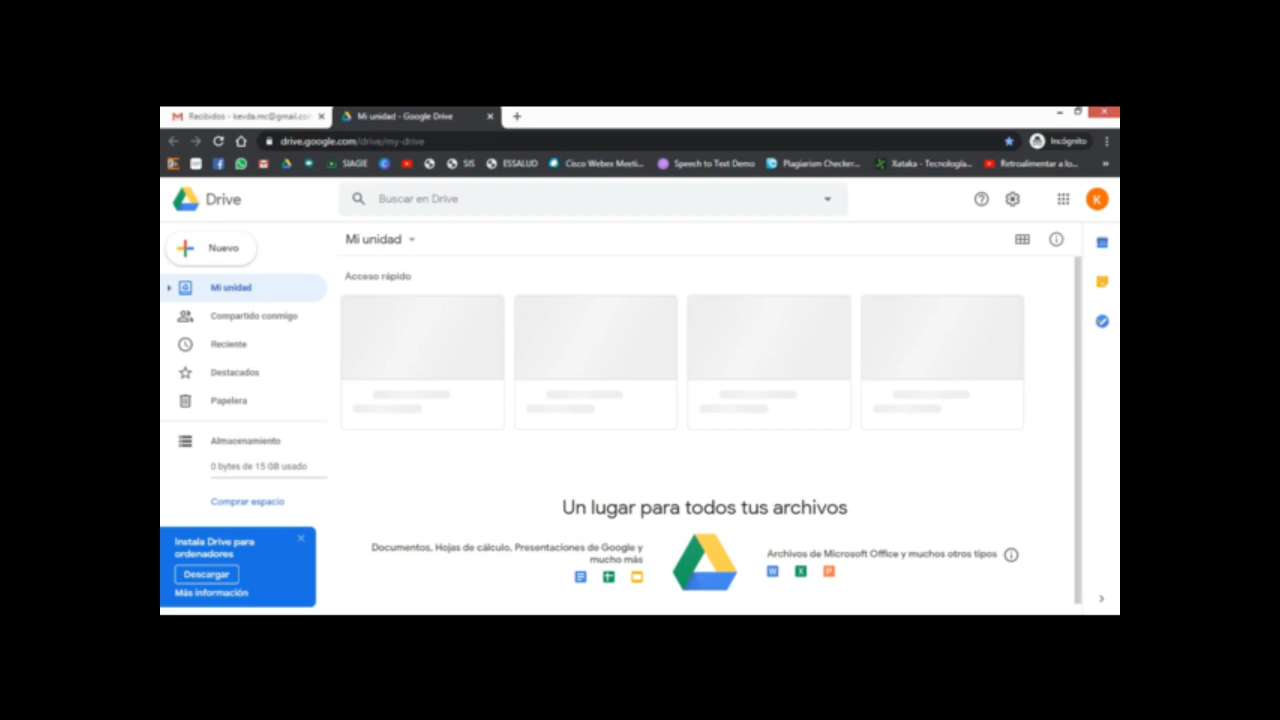 Recibidos - kevda.mc@gmail.co
Mi unidad - Google Drive
drive.google.com/drive/my-drive
Incógnito
SIAGIE
SIS
ESSALUD
Cisco Webex Meeti...
Speech to Text Demo
Plagiarism Checker...
Xataka - Tecnología...
Retroalimentar a lo...
Drive
Buscar en Drive
K
Nuevo
Mi unidad
Compartido conmigo
Reciente
Destacados
Papelera
Almacenamiento
0 bytes de 15 GB usado
Comprar espacio
Instala Drive para
ordenadores
Descargar
Más información
Mi unidad
Acceso rápido
Un lugar para todos tus archivos
Documentos, Hojas de cálculo, Presentaciones de Google y
mucho más
Archivos de Microsoft Office y muchos otros tipos
W X P